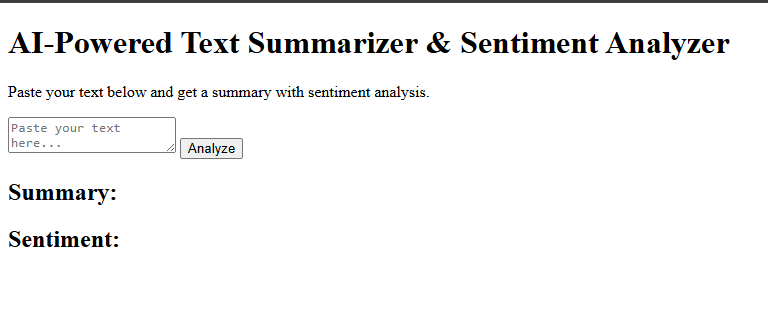 AI-Powered Text Summarizer & Sentiment Analyzer
Paste your text below and get a summary with sentiment analysis.
Paste your text
here...
Analyze
Summary:
Sentiment: